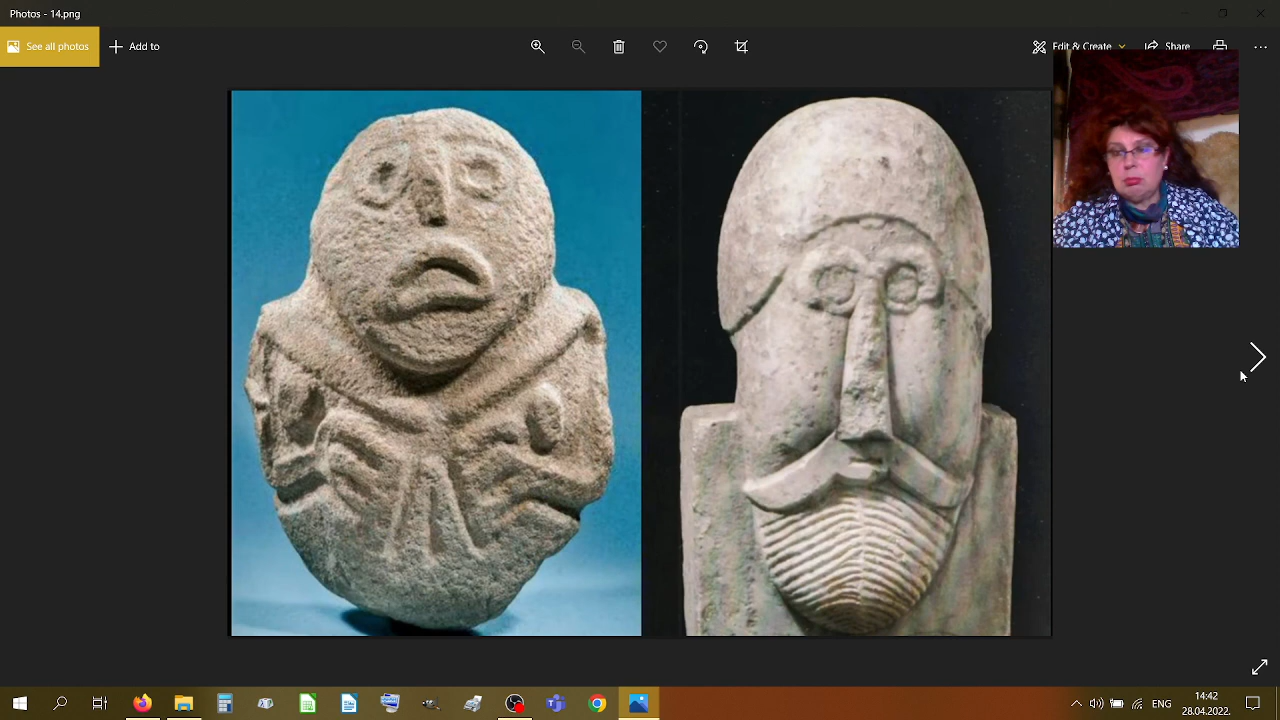 Photos - 14.png
See all photos
Add to
Edit & Create
Share
14:42
ENG
28.04.2022.